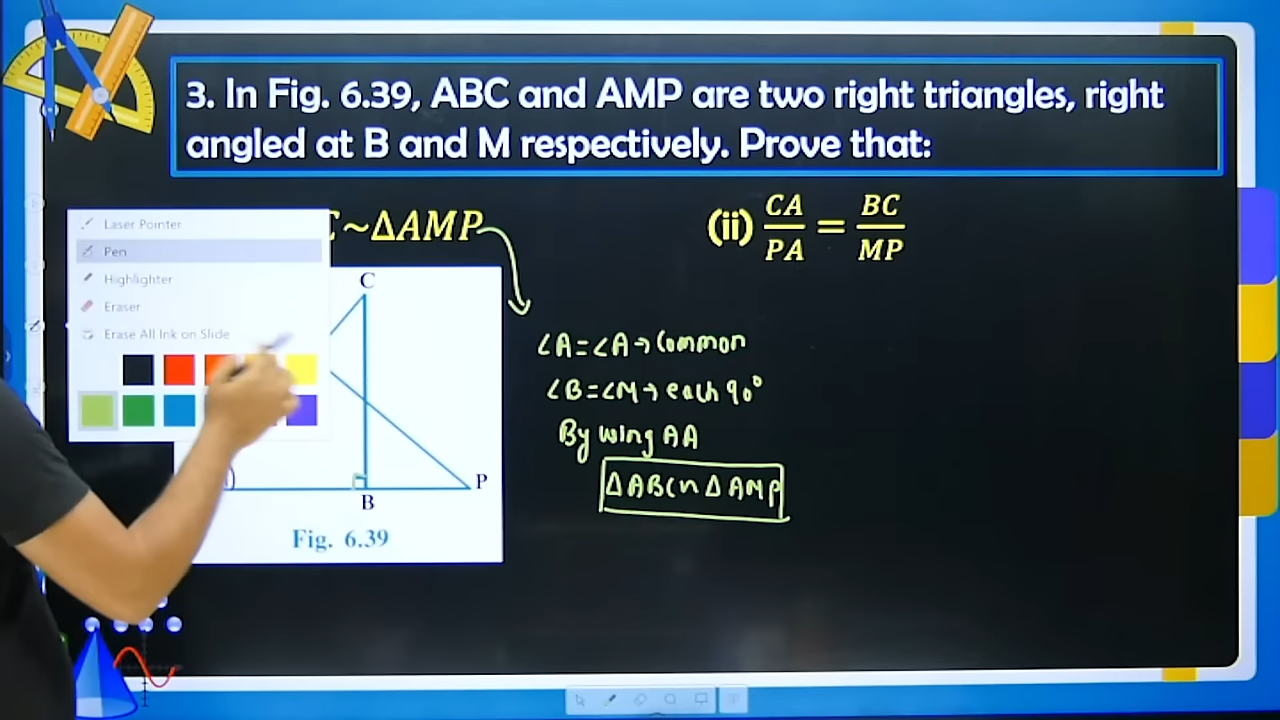 3. In Fig. 6.39, ABC and AMP are two right triangles, right
angled at B and M respectively. Prove that:
~ΔAMP
(ii) CA/PA = BC/MP
Laser Pointer
Pen
Highlighter
Eraser
Erase All Ink on Slide
C
B
P
Fig. 6.39
∠A=∠A→Common
∠B=∠M→each 90°
By using AA
ΔABC~ΔAMP